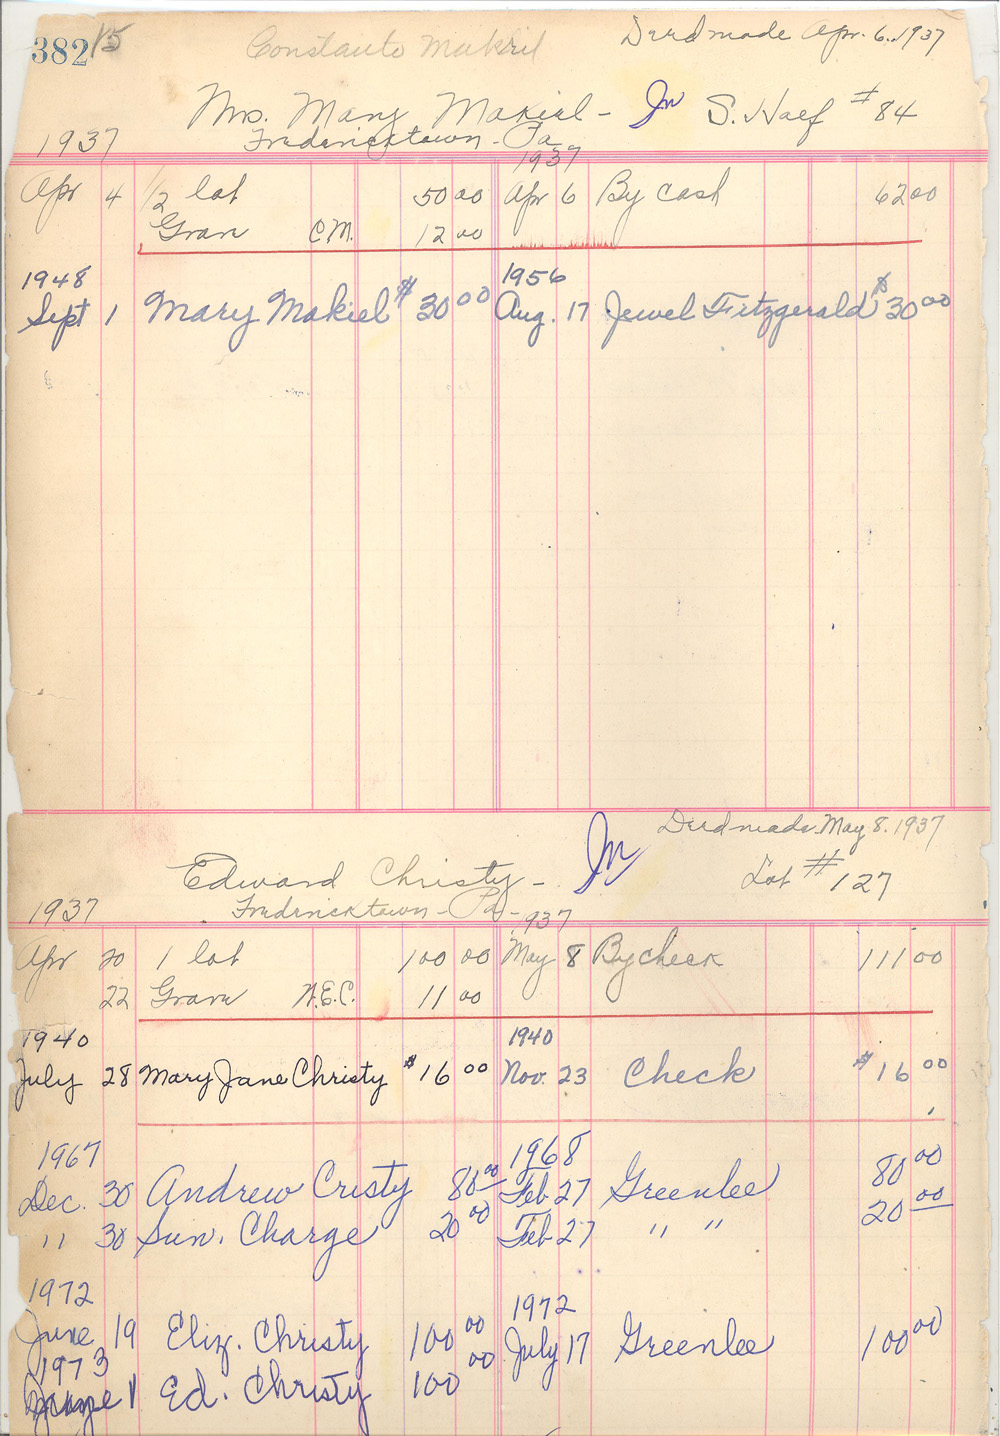 382 15 Constanto Makiel Deed made Apr. 6. 1937
Mrs. Mary Makiel - In S. Half # 84
1937 Fredericktown - Pa
1937
Apr 4 1/2 lot 50 00 Apr 6 By cash 62 00
Grave C.M. 12 00
1948 1956
Sept 1 Mary Makiel $ 30 00 Aug. 17 Jewel Fitzgerald $ 30 00
Deed made May 8. 1937
Edward Christy - In Lot # 127
1937 Fredericktown - Pa - 937
Apr 20 1 lot 100 00 May 8 By check 111 00
22 Grave N.E.C. 11 00
1940 1940
July 28 Mary Jane Christy $ 16 00 Nov. 23 Check $ 16 00
1967 1968
Dec. 30 Andrew Cristy 80 00 Feb 27 Greenlee 80 00
" 30 Sun. Charge 20 00 Feb 27 " " 20 00
1972 1972
June 19 Eliz. Christy 100 00 July 17 Greenlee 100 00
1973
1 Ed. Christy 100 00